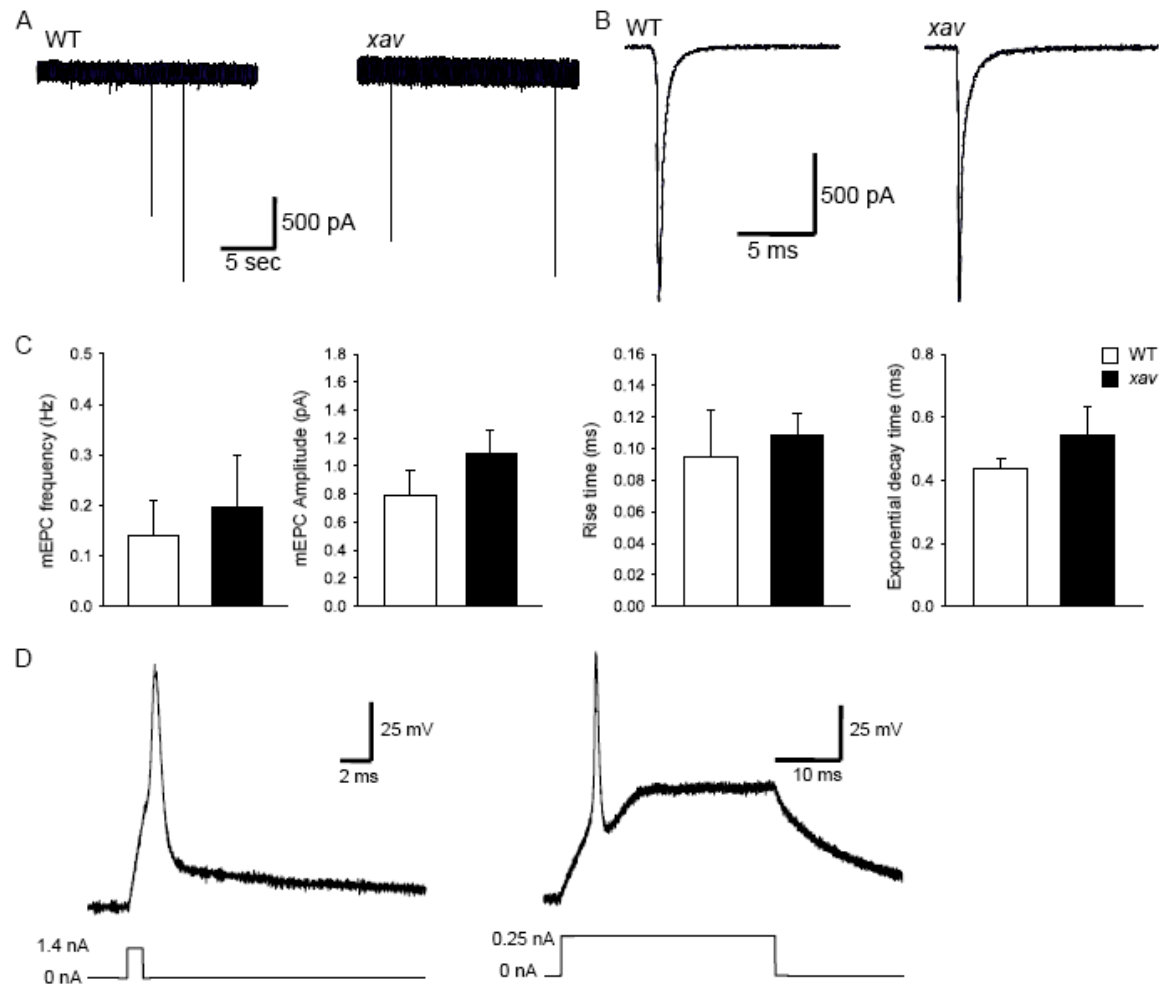 A
WT
xav
500 pA
5 sec
B
WT
xav
500 pA
5 ms
C
mEPC frequency (Hz)
0.5
0.4
0.3
0.2
0.1
0.0
mEPC Amplitude (pA)
1.8
1.6
1.4
1.2
1.0
0.8
0.6
0.4
0.2
0.0
Rise time (ms)
0.16
0.14
0.12
0.10
0.08
0.06
0.04
0.02
0.00
Exponential decay time (ms)
0.8
0.6
0.4
0.2
0.0
WT
xav
D
25 mV
2 ms
1.4 nA
0 nA
25 mV
10 ms
0.25 nA
0 nA